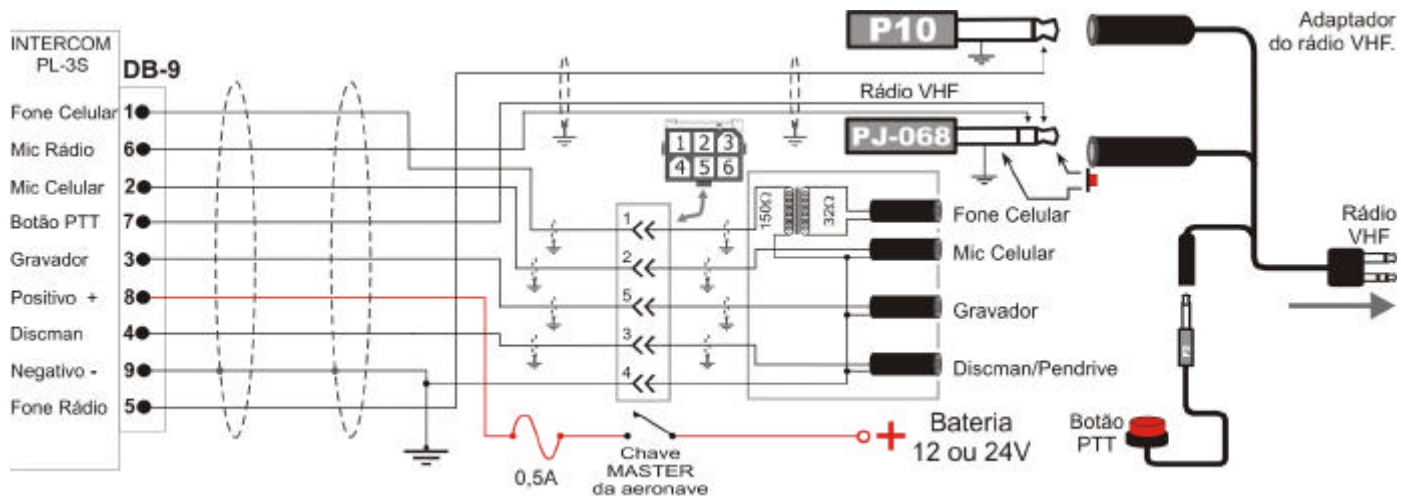 INTERCOM
PL-3S
DB-9
Fone Celular 1
Mic Rádio 6
Mic Celular 2
Botão PTT 7
Gravador 3
Positivo + 8
Discman 4
Negativo - 9
Fone Rádio 5
0,5A
1 2 3
4 5 6
1
2
5
3
4
Chave
MASTER
da aeronave
P10
Rádio VHF
PJ-068
150Ω
32Ω
Fone Celular
Mic Celular
Gravador
Discman/Pendrive
+ Bateria
12 ou 24V
Adaptador
do rádio VHF.
Rádio
VHF
P2
Botão
PTT